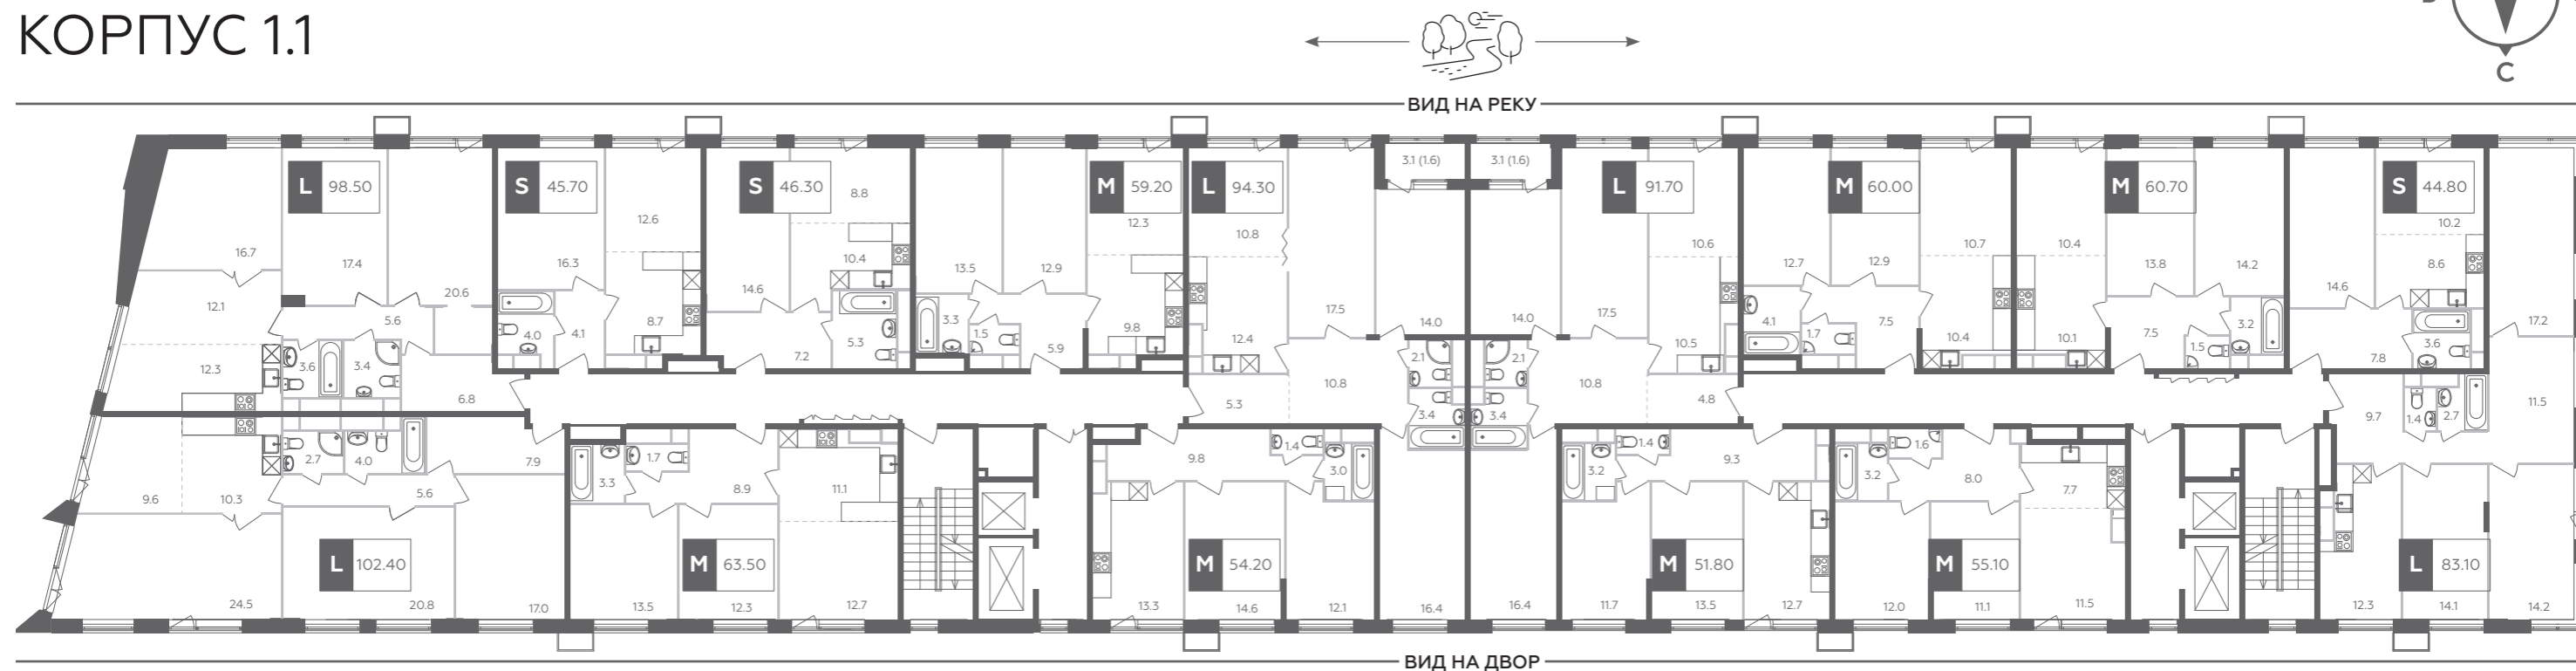 КОРПУС 1.1
С
ВИД НА РЕКУ
3.1 (1.6) 3.1 (1.6)
L 98.50 S 45.70 S 46.30 M 59.20 L 94.30 L 91.70 M 60.00 M 60.70 S 44.80
8.8
12.6 12.3 10.2
16.7 17.4 16.3 10.4 13.5 12.9 10.8 10.6 12.7 12.9 10.7 10.4 13.8 14.2 8.6
12.1 20.6 14.6 14.6
5.6 4.0 4.1 8.7 5.3 3.3 1.5 9.8 17.5 14.0 14.0 17.5 4.1 1.7 7.5 7.5 3.2 17.2
12.3 3.6 3.4 7.2 5.9 12.4 2.1 2.1 10.5 10.4 10.1 1.5 7.8 3.6
6.8 5.3 10.8 3.4 3.4 10.8 4.8 9.7 1.4 2.7 11.5
2.7 4.0 7.9 1.7 9.8 1.4 3.0 1.4 9.3 1.6
9.6 10.3 5.6 3.3 8.9 11.1 3.2 3.2 8.0 7.7
L 102.40 M 63.50 M 54.20 M 51.80 M 55.10 L 83.10
24.5 20.8 17.0 13.5 12.3 12.7 13.3 14.6 12.1 16.4 16.4 11.7 13.5 12.7 12.0 11.1 11.5 12.3 14.1 14.2
ВИД НА ДВОР